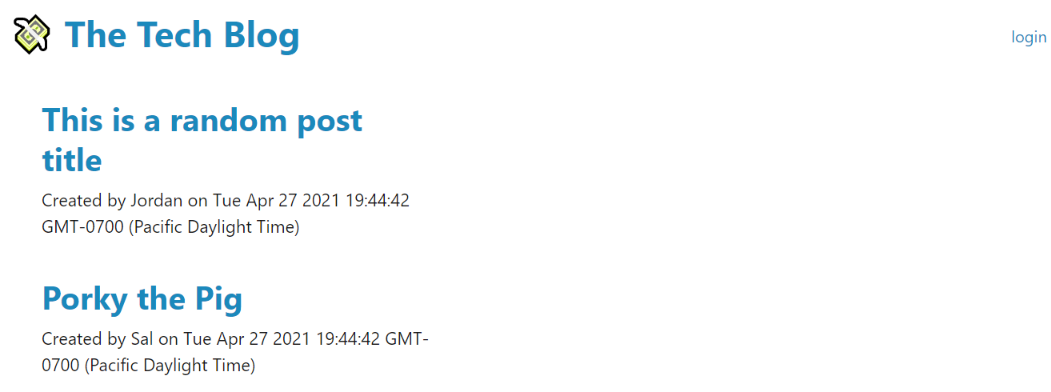 The Tech Blog
login
This is a random post
title
Created by Jordan on Tue Apr 27 2021 19:44:42
GMT-0700 (Pacific Daylight Time)
Porky the Pig
Created by Sal on Tue Apr 27 2021 19:44:42 GMT-
0700 (Pacific Daylight Time)